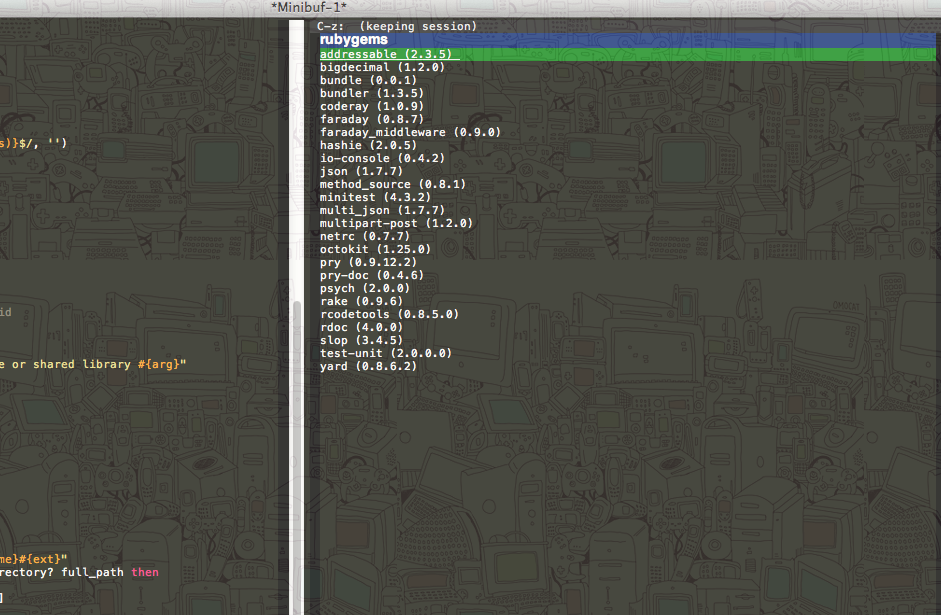 *Minibuf-1*
C-z:  (keeping session)
rubygems
addressable (2.3.5)
bigdecimal (1.2.0)
bundle (0.0.1)
bundler (1.3.5)
coderay (1.0.9)
faraday (0.8.7)
faraday_middleware (0.9.0)
hashie (2.0.5)
io-console (0.4.2)
json (1.7.7)
method_source (0.8.1)
minitest (4.3.2)
multi_json (1.7.7)
multipart-post (1.2.0)
netrc (0.7.7)
octokit (1.25.0)
pry (0.9.12.2)
pry-doc (0.4.6)
psych (2.0.0)
rake (0.9.6)
rcodetools (0.8.5.0)
rdoc (4.0.0)
slop (3.4.5)
test-unit (2.0.0.0)
yard (0.8.6.2)
s)}$/, '')
id
e or shared library #{arg}"
me}#{ext}"
rectory? full_path then
]